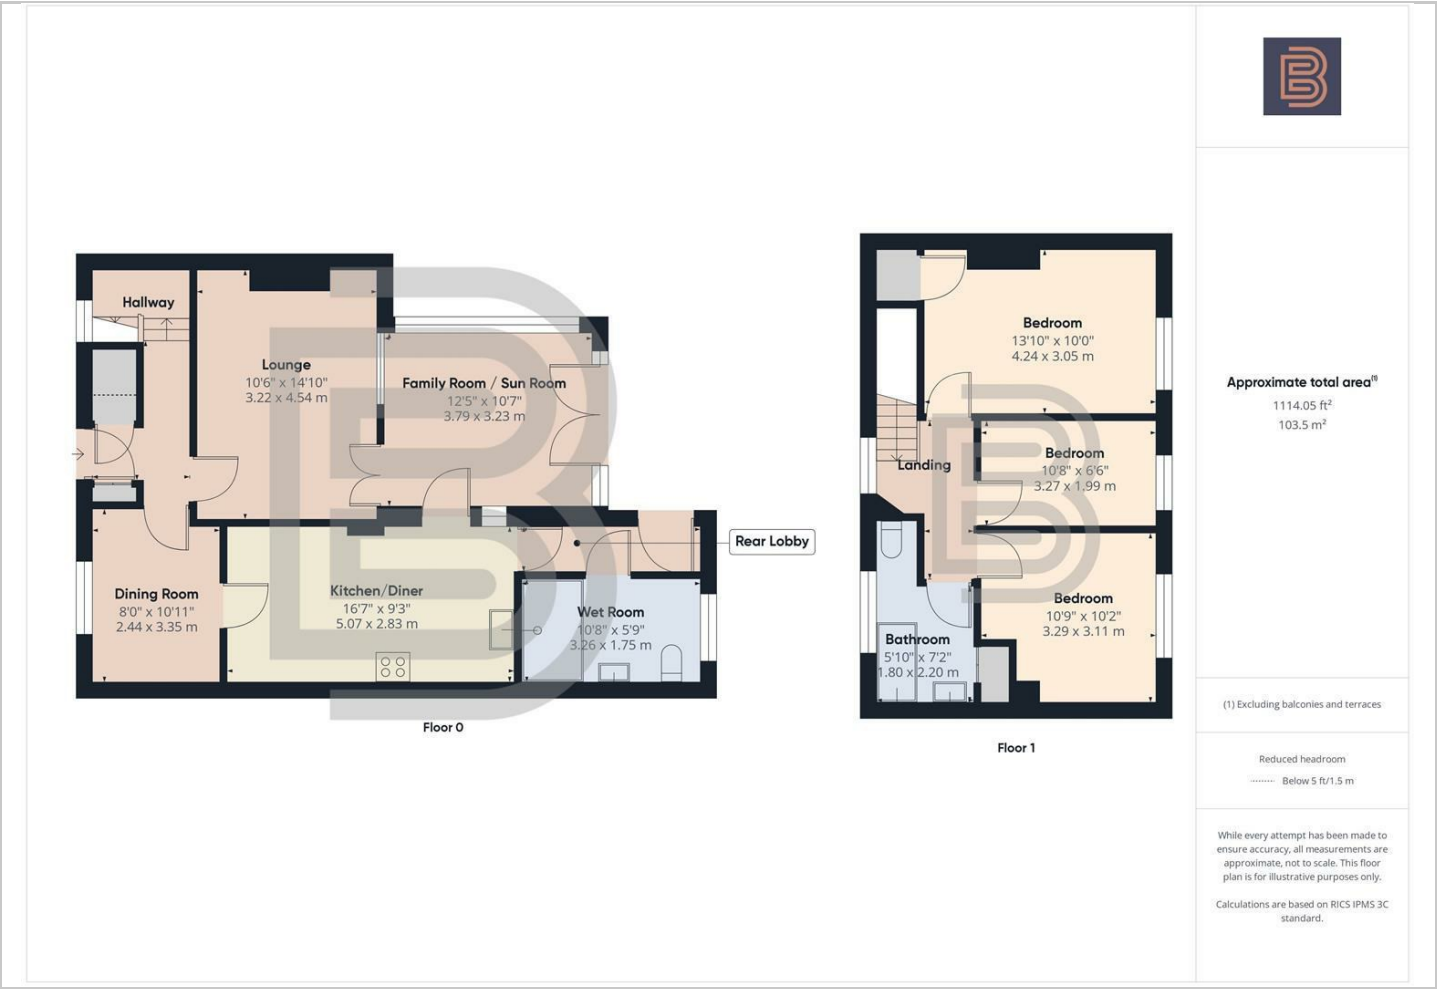 Hallway
Lounge
10'6" x 14'10"
3.22 x 4.54 m
Family Room / Sun Room
12'5" x 10'7"
3.79 x 3.23 m
Dining Room
8'0" x 10'11"
2.44 x 3.35 m
Kitchen/Diner
16'7" x 9'3"
5.07 x 2.83 m
Wet Room
10'8" x 5'9"
3.26 x 1.75 m
Rear Lobby
Floor 0
Bedroom
13'10" x 10'0"
4.24 x 3.05 m
Bedroom
10'8" x 6'6"
3.27 x 1.99 m
Landing
Bedroom
10'9" x 10'2"
3.29 x 3.11 m
Bathroom
5'10" x 7'2"
1.80 x 2.20 m
Floor 1
B
Approximate total area⁽¹⁾
1114.05 ft²
103.5 m²
(1) Excluding balconies and terraces
Reduced headroom
Below 5 ft/1.5 m
While every attempt has been made to
ensure accuracy, all measurements are
approximate, not to scale. This floor
plan is for illustrative purposes only.
Calculations are based on RICS IPMS 3C
standard.